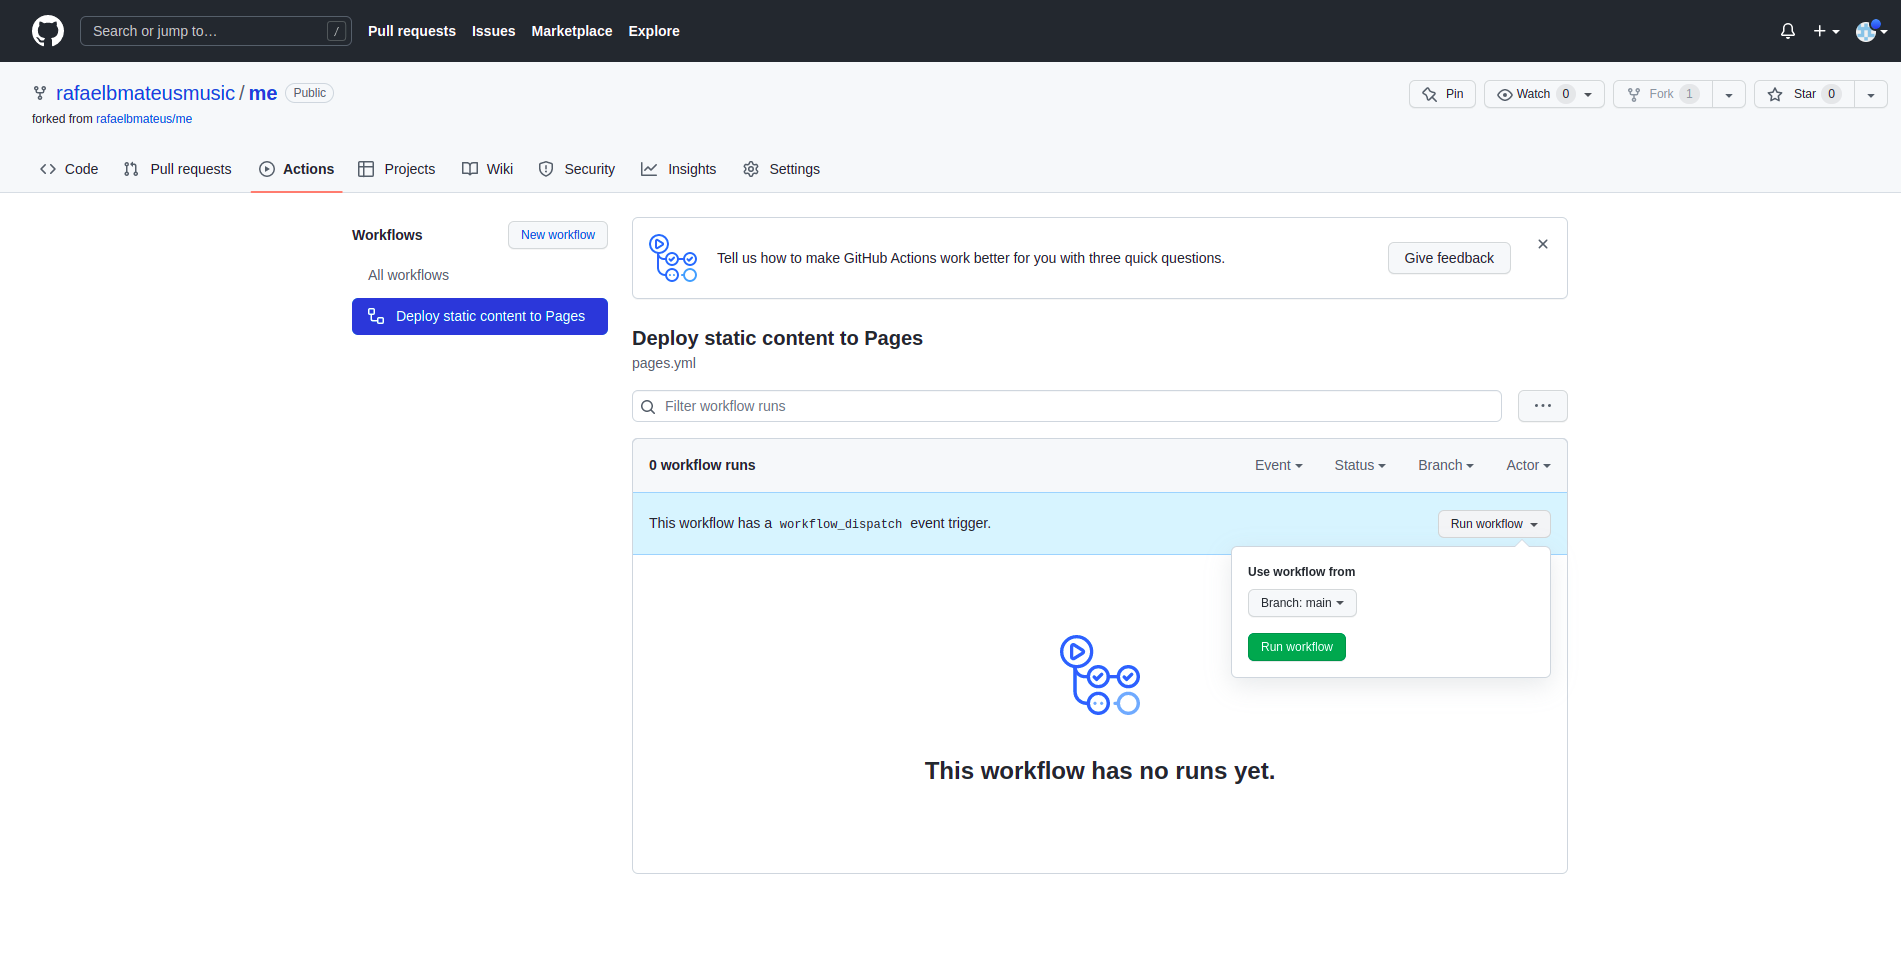 Search or jump to… /
Pull requests Issues Marketplace Explore
rafaelbmateusmusic / me Public
forked from rafaelbmateus/me
Pin Watch 0 Fork 1 Star 0
Code Pull requests Actions Projects Wiki Security Insights Settings
Workflows New workflow
All workflows
Deploy static content to Pages
Tell us how to make GitHub Actions work better for you with three quick questions. Give feedback
Deploy static content to Pages
pages.yml
Filter workflow runs
0 workflow runs Event Status Branch Actor
This workflow has a workflow_dispatch event trigger. Run workflow
Use workflow from
Branch: main
Run workflow
This workflow has no runs yet.